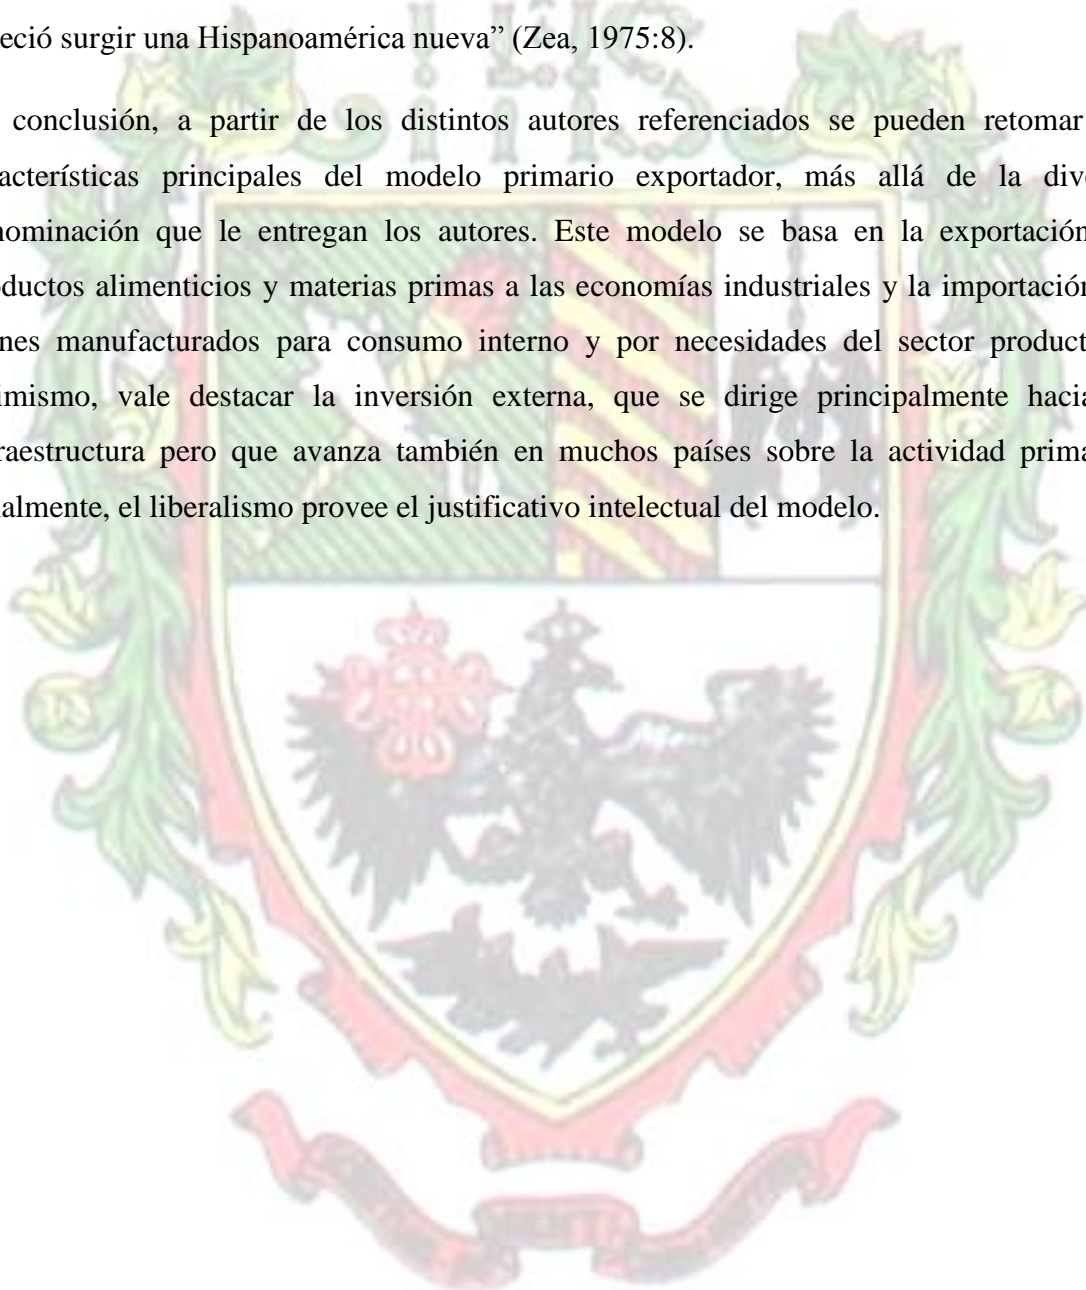 eció surgir una Hispanoamérica nueva” (Zea, 1975:8).
conclusión, a partir de los distintos autores referenciados se pueden retomar
acterísticas principales del modelo primario exportador, más allá de la dive
nominación que le entregan los autores. Este modelo se basa en la exportación
oductos alimenticios y materias primas a las economías industriales y la importación
nes manufacturados para consumo interno y por necesidades del sector product
imismo, vale destacar la inversión externa, que se dirige principalmente hacia
raestructura pero que avanza también en muchos países sobre la actividad prima
almente, el liberalismo provee el justificativo intelectual del modelo.